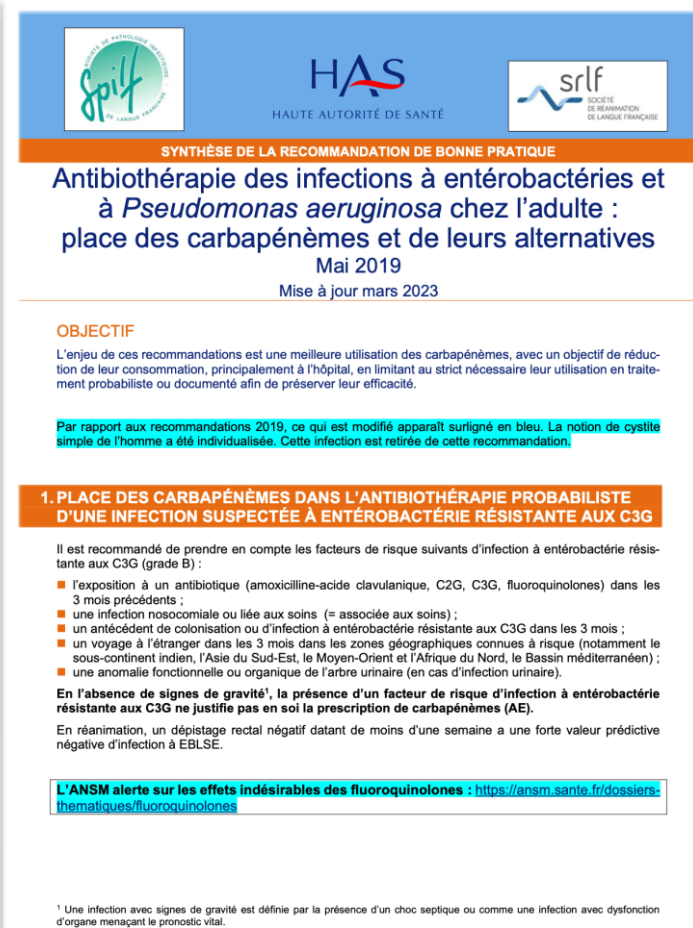 SOCIÉTÉ DE PATHOLOGIE INFECTIEUSE
Spilf
DE LANGUE FRANÇAISE
HAS
HAUTE AUTORITÉ DE SANTÉ
srlf
SOCIÉTÉ
DE RÉANIMATION
DE LANGUE FRANÇAISE
SYNTHÈSE DE LA RECOMMANDATION DE BONNE PRATIQUE
Antibiothérapie des infections à entérobactéries et
à Pseudomonas aeruginosa chez l'adulte :
place des carbapénèmes et de leurs alternatives
Mai 2019
Mise à jour mars 2023
OBJECTIF
L'enjeu de ces recommandations est une meilleure utilisation des carbapénèmes, avec un objectif de réduc-
tion de leur consommation, principalement à l'hôpital, en limitant au strict nécessaire leur utilisation en traite-
ment probabiliste ou documenté afin de préserver leur efficacité.
Par rapport aux recommandations 2019, ce qui est modifié apparaît surligné en bleu. La notion de cystite
simple de l'homme a été individualisée. Cette infection est retirée de cette recommandation.
1. PLACE DES CARBAPÉNÈMES DANS L'ANTIBIOTHÉRAPIE PROBABILISTE
D'UNE INFECTION SUSPECTÉE À ENTÉROBACTÉRIE RÉSISTANTE AUX C3G
Il est recommandé de prendre en compte les facteurs de risque suivants d'infection à entérobactérie résis-
tante aux C3G (grade B) :
■ l'exposition à un antibiotique (amoxicilline-acide clavulanique, C2G, C3G, fluoroquinolones) dans les
3 mois précédents ;
■ une infection nosocomiale ou liée aux soins (= associée aux soins) ;
■ un antécédent de colonisation ou d'infection à entérobactérie résistante aux C3G dans les 3 mois ;
■ un voyage à l'étranger dans les 3 mois dans les zones géographiques connues à risque (notamment le
sous-continent indien, l'Asie du Sud-Est, le Moyen-Orient et l'Afrique du Nord, le Bassin méditerranéen) ;
■ une anomalie fonctionnelle ou organique de l'arbre urinaire (en cas d'infection urinaire).
En l'absence de signes de gravité¹, la présence d'un facteur de risque d'infection à entérobactérie
résistante aux C3G ne justifie pas en soi la prescription de carbapénèmes (AE).
En réanimation, un dépistage rectal négatif datant de moins d'une semaine a une forte valeur prédictive
négative d'infection à EBLSE.
L'ANSM alerte sur les effets indésirables des fluoroquinolones : https://ansm.sante.fr/dossiers-
thematiques/fluoroquinolones
¹ Une infection avec signes de gravité est définie par la présence d'un choc septique ou comme une infection avec dysfonction
d'organe menaçant le pronostic vital.